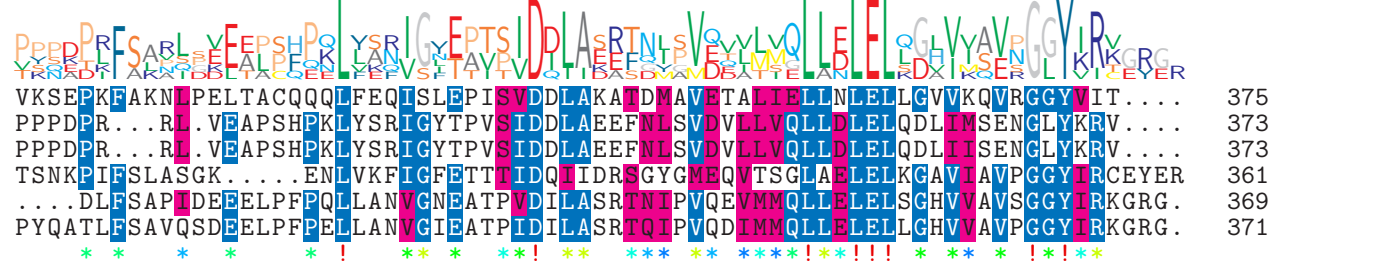 VKSEPKFAKNLPELTACQQQLFEQISLEPISVDDLAKATDMAVETALIELLNLELLGVVKQVRGGYVIT.... 375
PPPDPR...RL.VEAPSHPKLYSRIGYTPVSIDDLAEEFNLSVDVLLVQLLDLELQDLIMSENGLYKRV.... 373
PPPDPR...RL.VEAPSHPKLYSRIGYTPVSIDDLAEEFNLSVDVLLVQLLDLELQDLIISENGLYKRV.... 373
TSNKPIFSLASGK.....ENLVKFIGFETTTIDQIIDRSGYGMEQVTSGLAELELKGAVIAVPGGYIRCEYER 361
....DLFSAPIDEEELPFPQLLANVGNEATPVDILASRTNIPVQEVMMQLLELELSGHVVAVSGGYIRKGRG. 369
PYQATLFSAVQSDEELPFPELLANVGIEATPIDILASRTQIPVQDIMMQLLELELLGHVVAVPGGYIRKGRG. 371
* * * * * ! ** * **! ** *** ** *****!**!!! * ** * !*!**